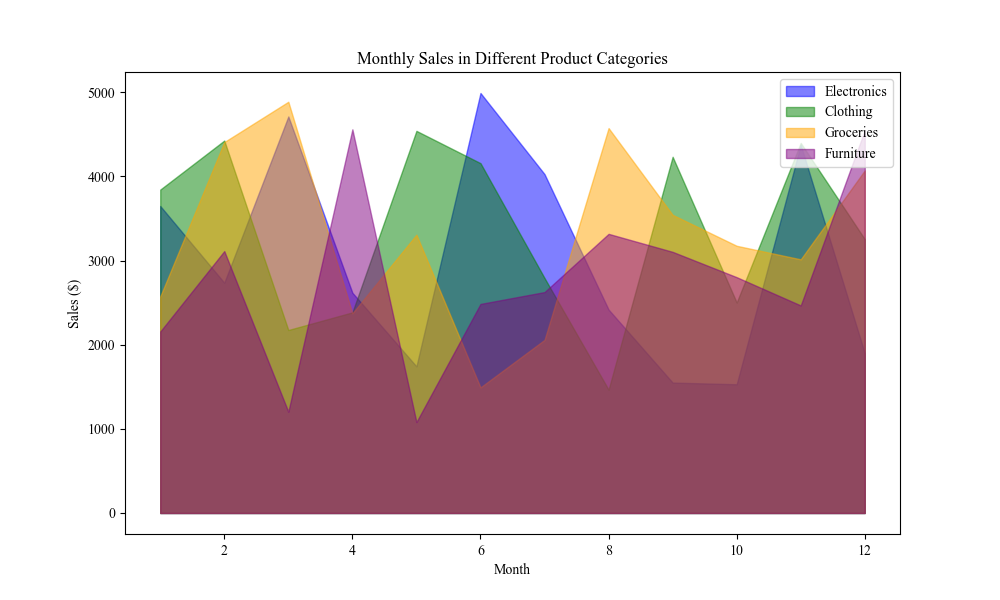 Monthly Sales in Different Product Categories
Electronics
Clothing
Groceries
Furniture
Sales ($)
5000
4000
3000
2000
1000
0
2 4 6 8 10 12
Month